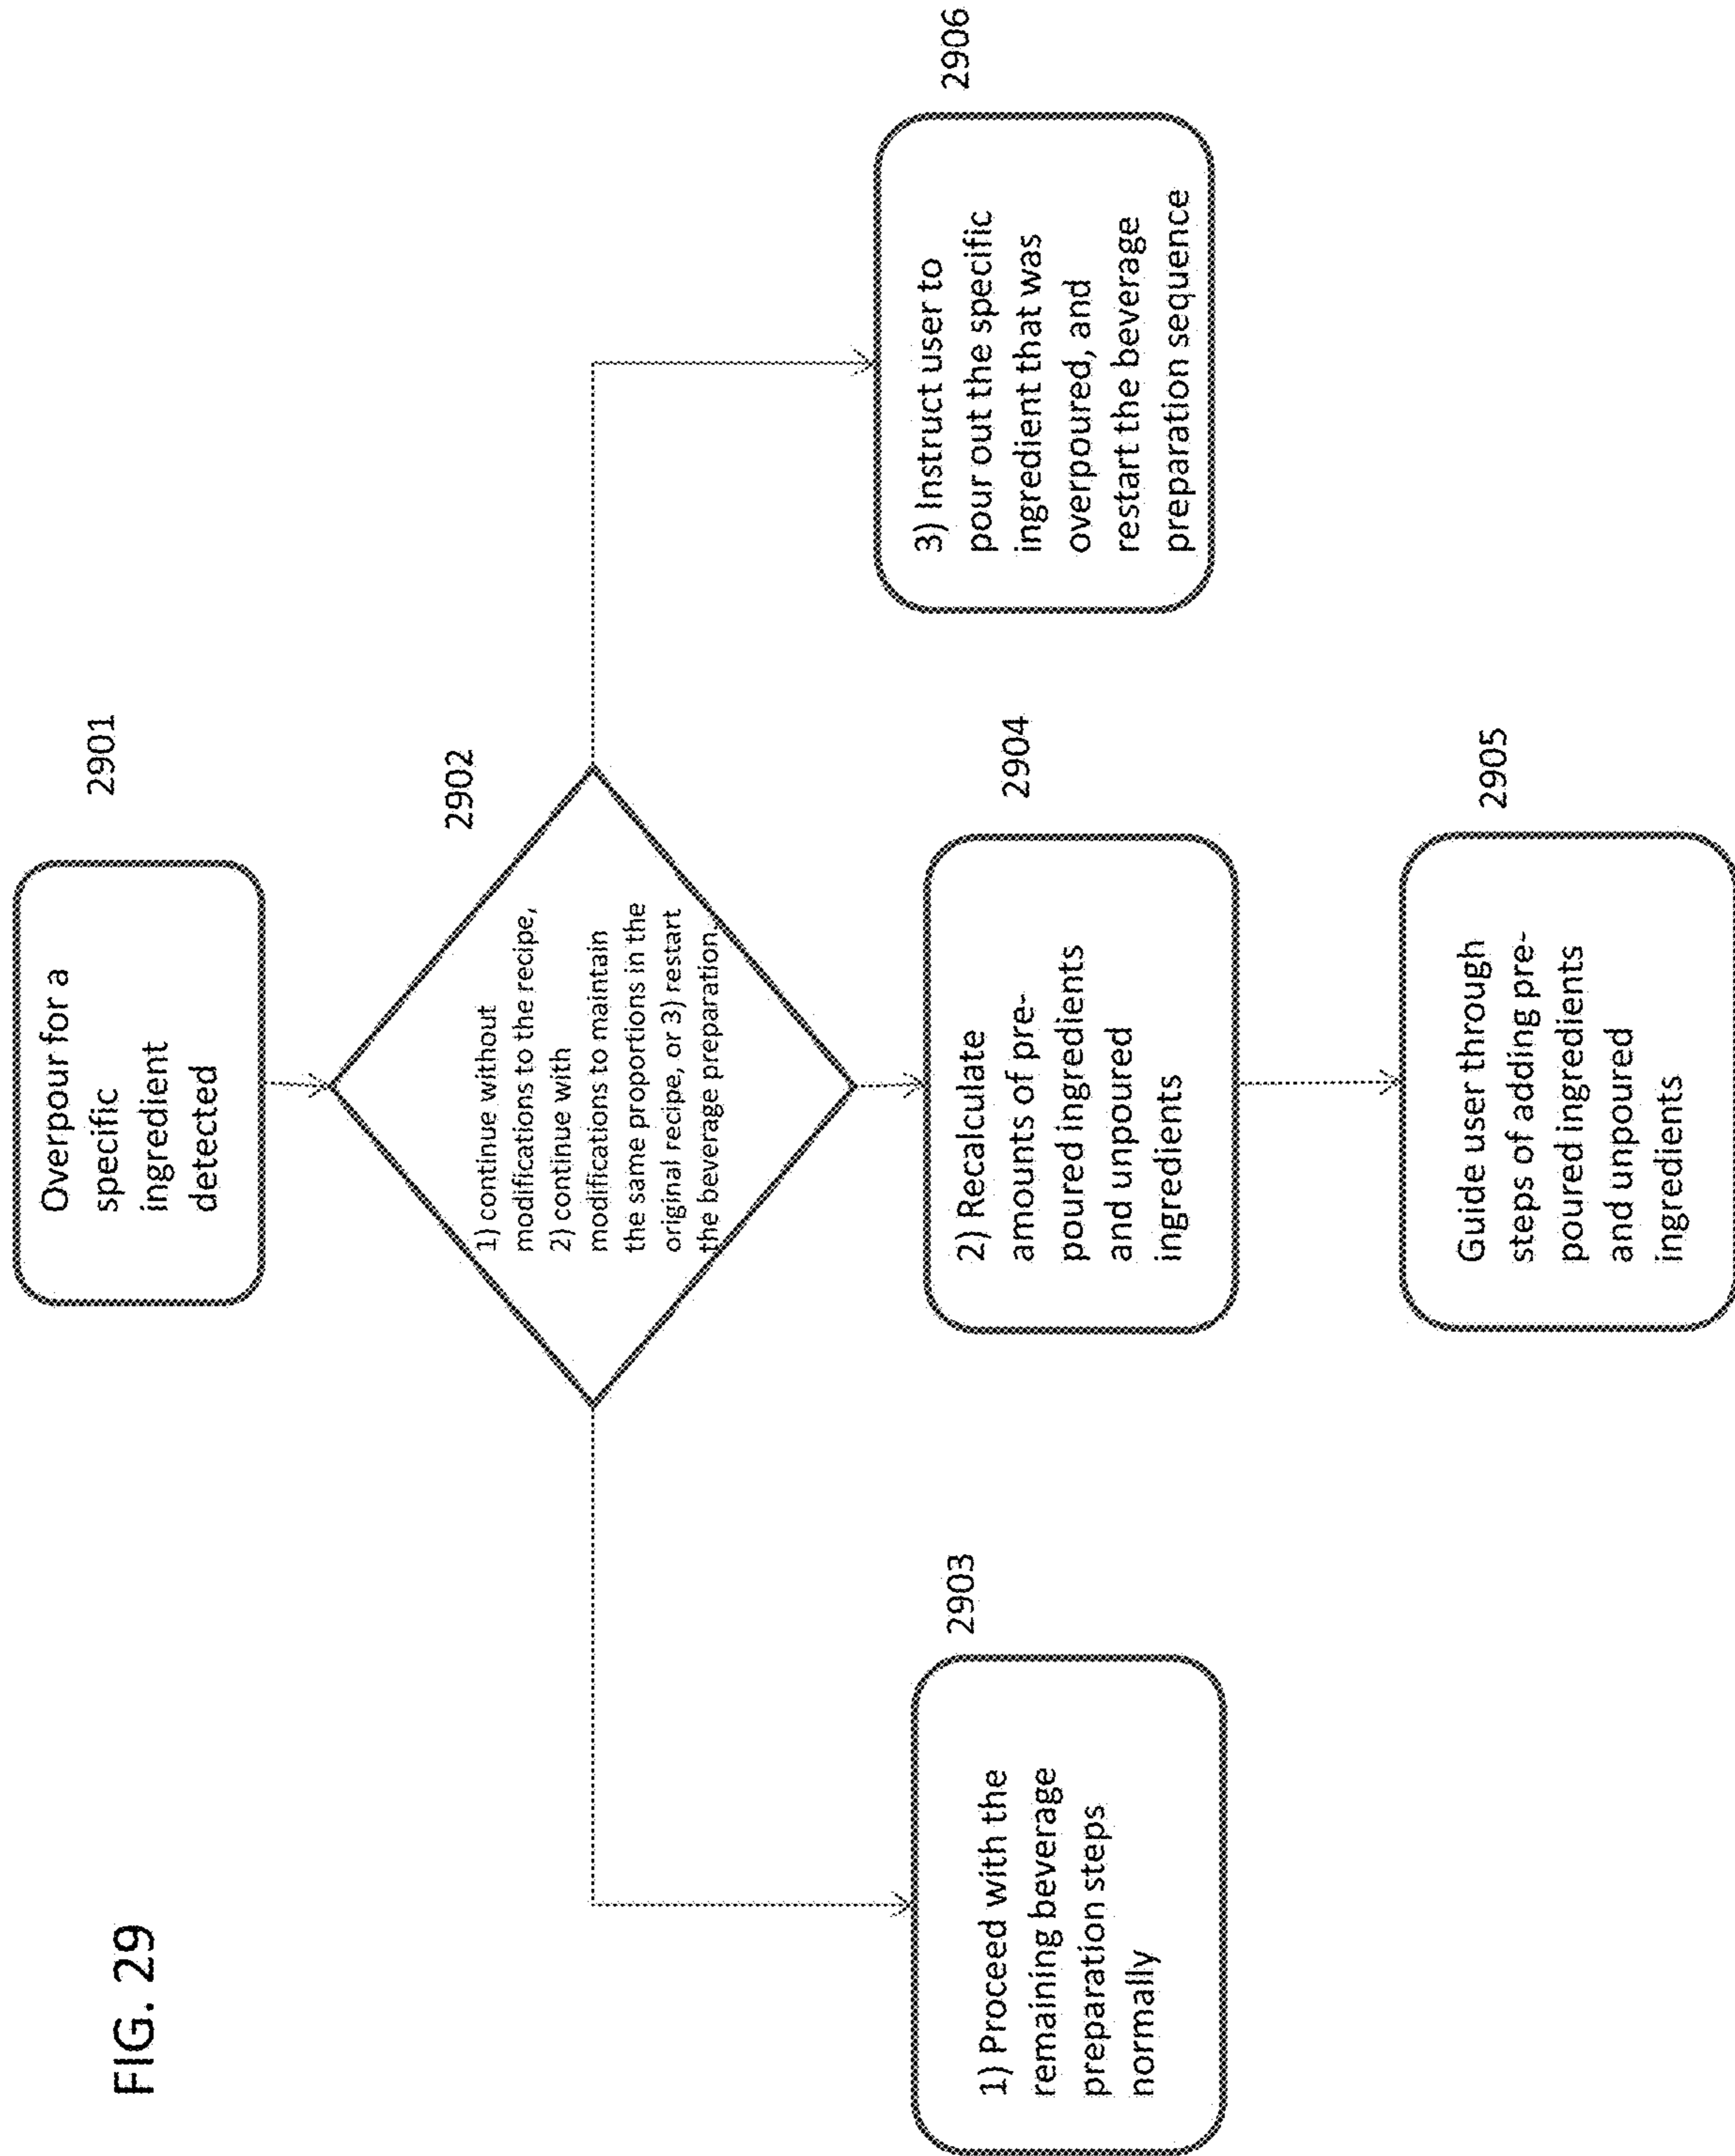 FIG. 29
2901
Overpour for a
specific
ingredient
detected
2902
1) continue without
modifications to the recipe,
2) continue with
modifications to maintain
the same proportions in the
original recipe, or 3) restart
the beverage preparation.
2903
1) Proceed with the
remaining beverage
preparation steps
normally
2904
2) Recalculate
amounts of pre-
poured ingredients
and unpoured
ingredients
2905
Guide user through
steps of adding pre-
poured ingredients
and unpoured
ingredients
2906
3) Instruct user to
pour out the specific
ingredient that was
overpoured, and
restart the beverage
preparation sequence